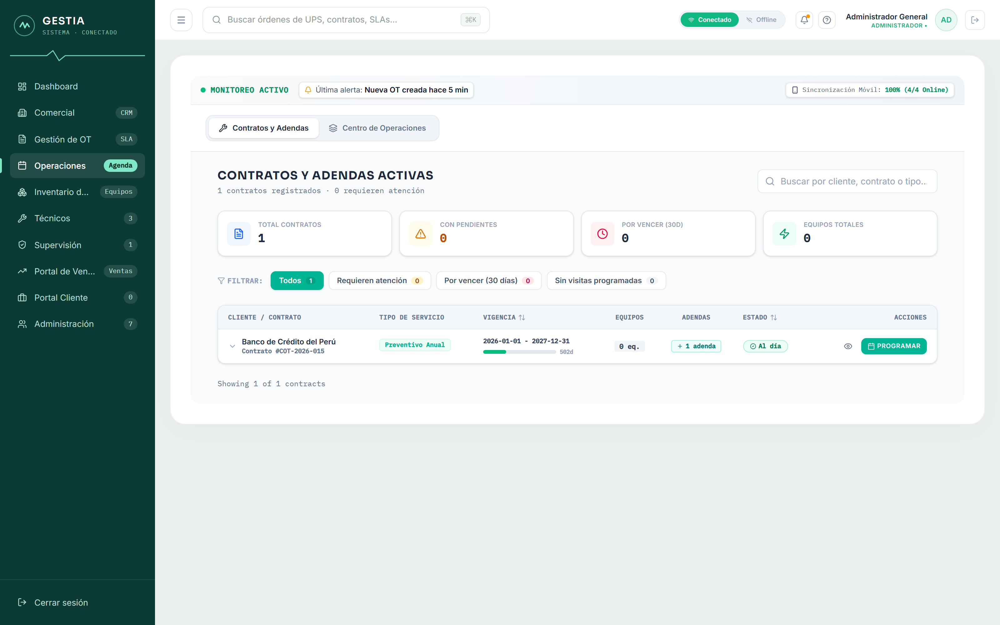 GESTIA
SISTEMA · CONECTADO
Dashboard
Comercial CRM
Gestión de OT SLA
Operaciones Agenda
Inventario d... Equipos
Técnicos 3
Supervisión 1
Portal de Ven... Ventas
Portal Cliente 0
Administración 7
Cerrar sesión
Buscar órdenes de UPS, contratos, SLAs... ⌘K
Conectado Offline
Administrador General
ADMINISTRADOR •
AD
MONITOREO ACTIVO Última alerta: Nueva OT creada hace 5 min Sincronización Móvil: 100% (4/4 Online)
Contratos y Adendas Centro de Operaciones
CONTRATOS Y ADENDAS ACTIVAS
1 contratos registrados · 0 requieren atención
Buscar por cliente, contrato o tipo...
TOTAL CONTRATOS
1
CON PENDIENTES
0
POR VENCER (30D)
0
EQUIPOS TOTALES
0
FILTRAR: Todos 1 Requieren atención 0 Por vencer (30 días) 0 Sin visitas programadas 0
CLIENTE / CONTRATO TIPO DE SERVICIO VIGENCIA EQUIPOS ADENDAS ESTADO ACCIONES
Banco de Crédito del Perú
Contrato #COT-2026-015
Preventivo Anual
2026-01-01 - 2027-12-31
502d
0 eq.
+ 1 adenda
Al día
PROGRAMAR
Showing 1 of 1 contracts